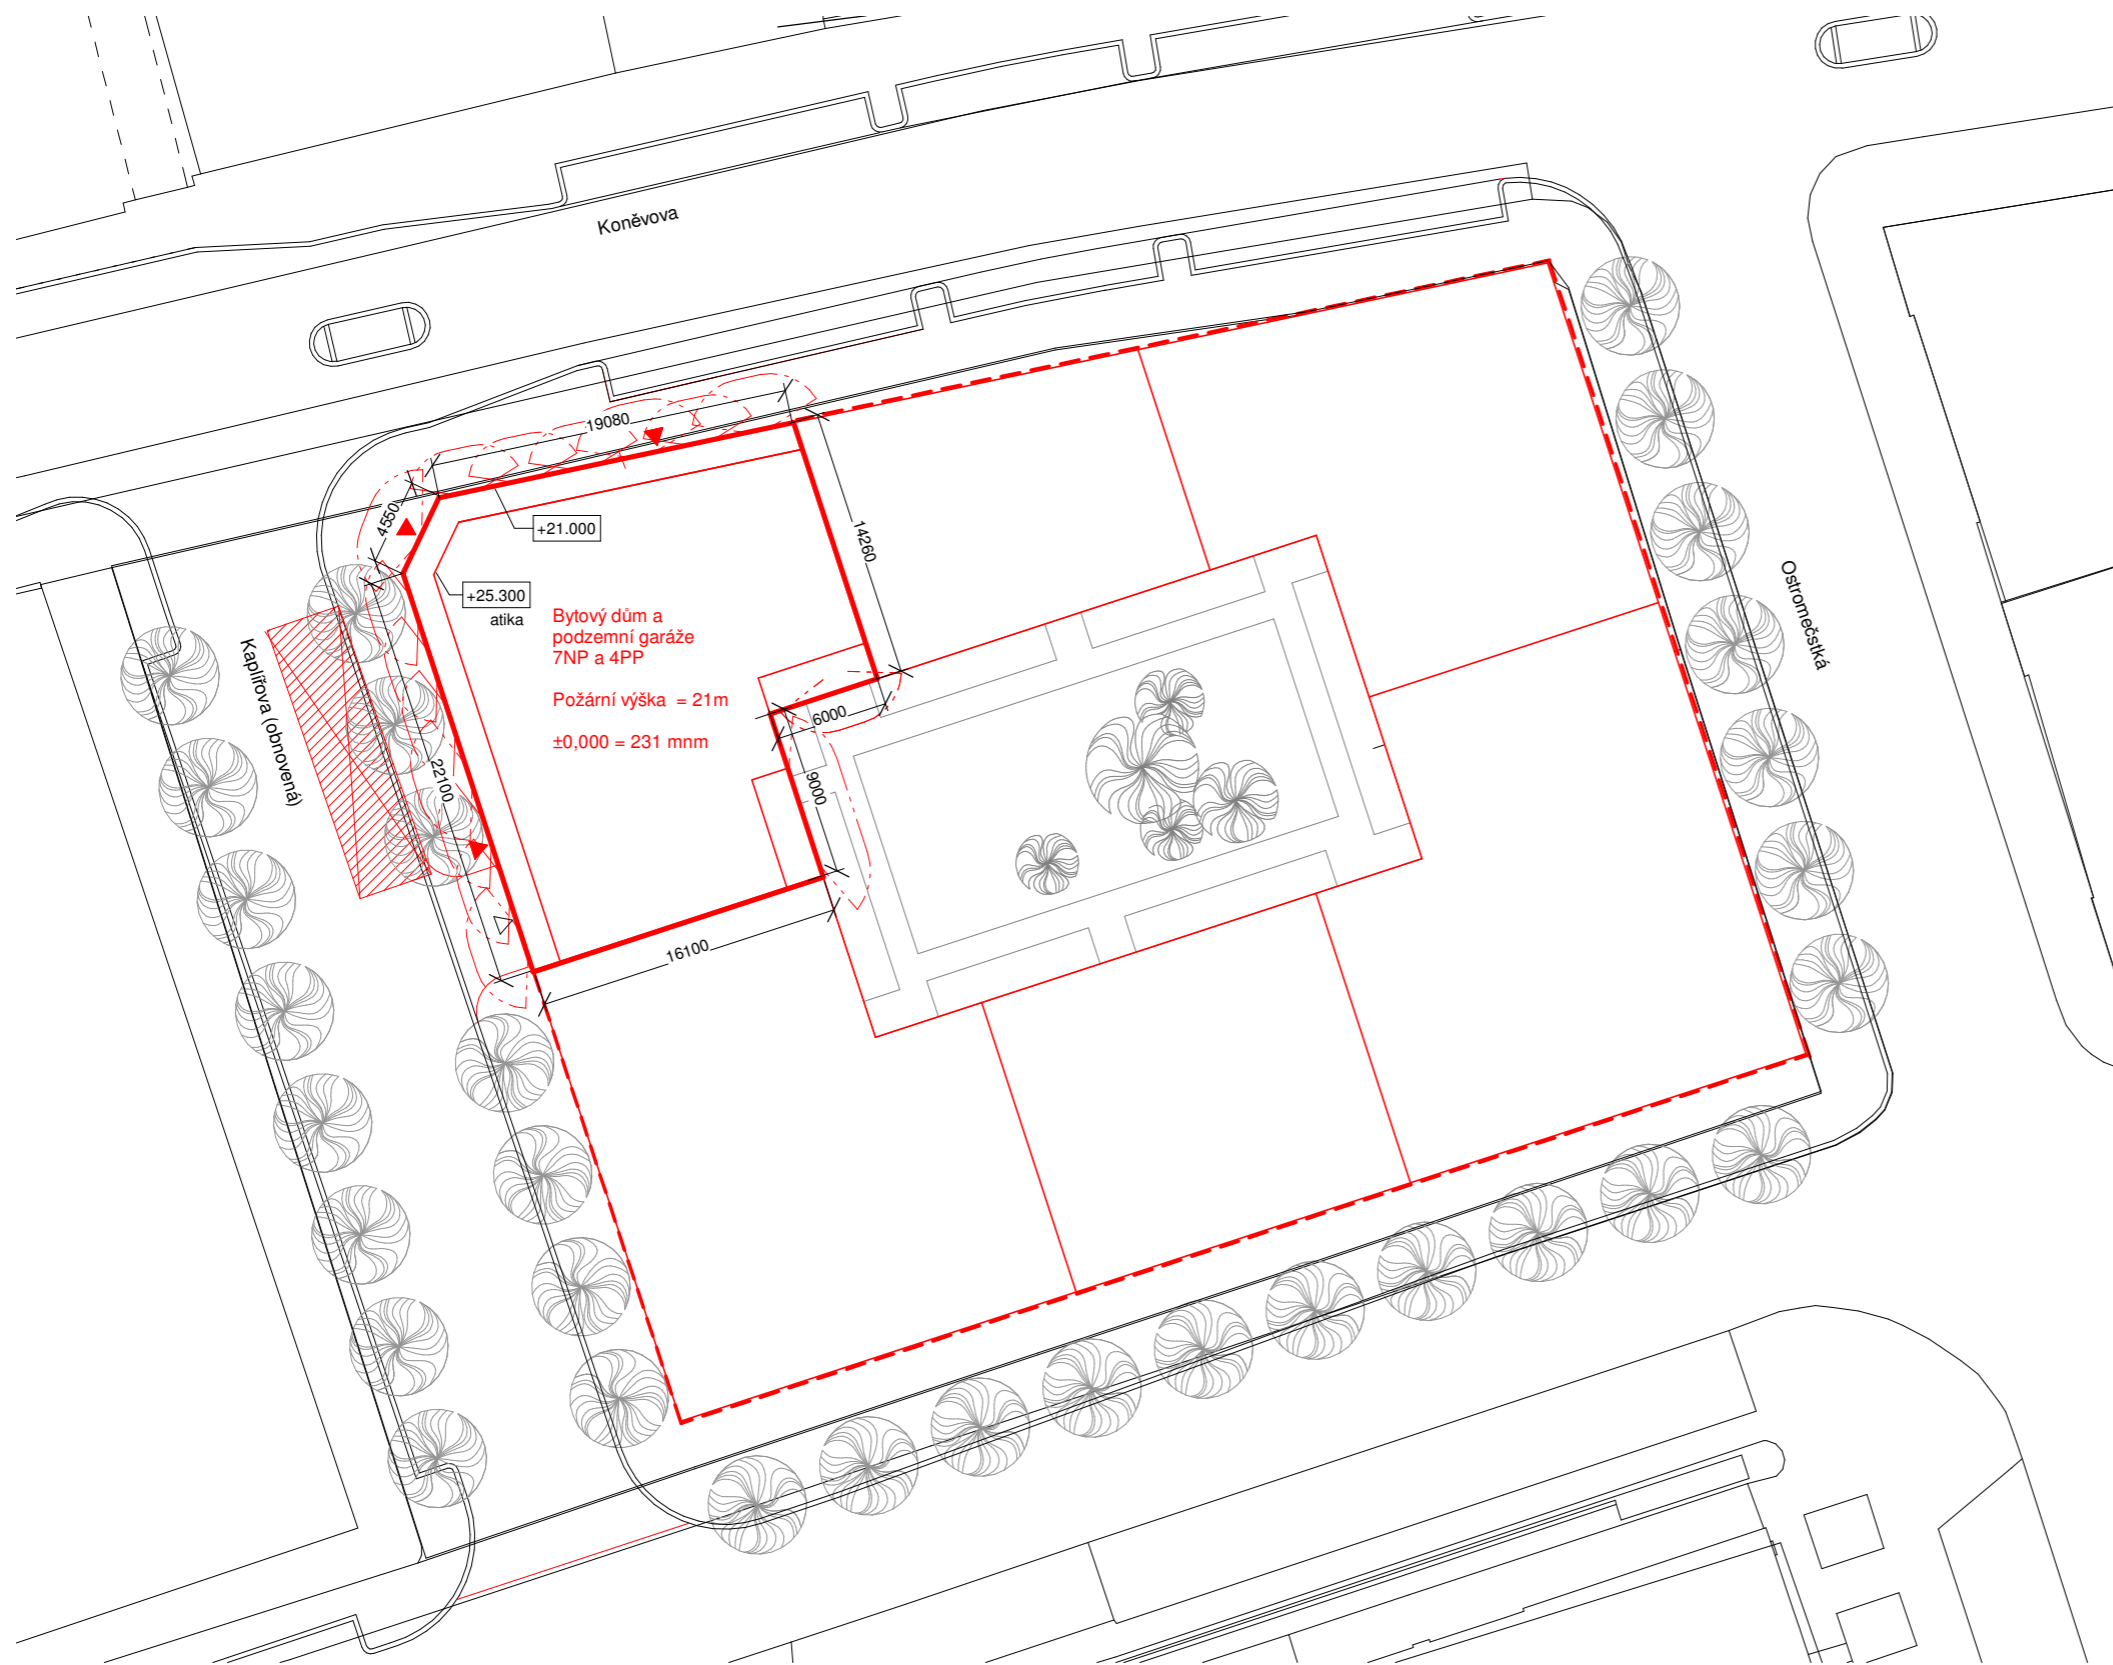 Koněvova
19080
4550
+21.000
14260
+25.300
atika
Bytový dům a
podzemní garáže
7NP a 4PP
Požární výška = 21m
±0,000 = 231 mnm
Kaplířova (obnovená)
Ostromečstká
6000
22100
9000
16100